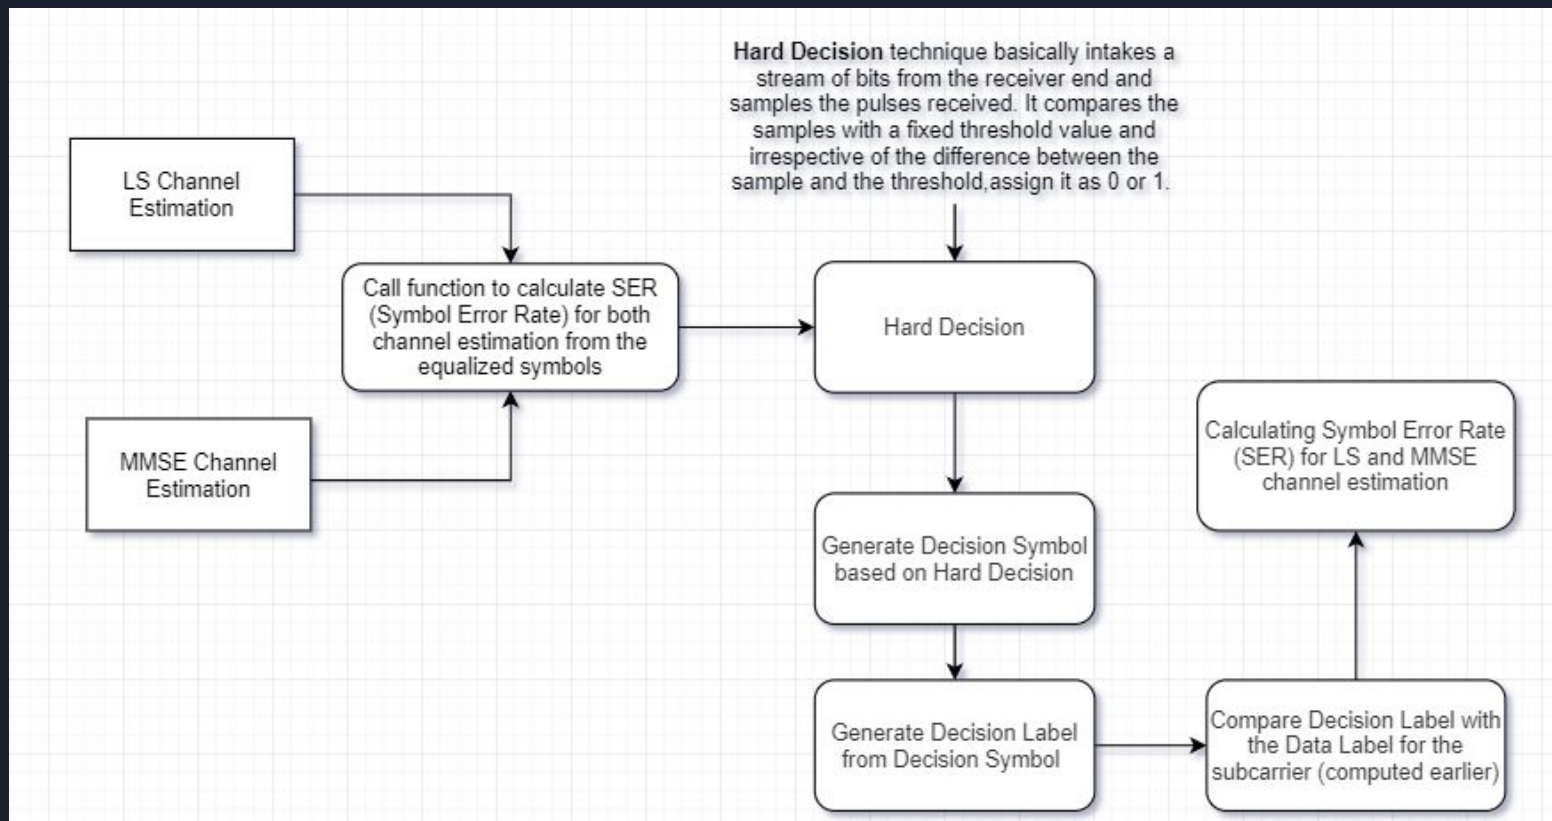 Hard Decision technique basically intakes a
stream of bits from the receiver end and
samples the pulses received. It compares the
samples with a fixed threshold value and
irrespective of the difference between the
sample and the threshold,assign it as 0 or 1.
LS Channel
Estimation
Call function to calculate SER
(Symbol Error Rate) for both
channel estimation from the
equalized symbols
MMSE Channel
Estimation
Hard Decision
Generate Decision Symbol
based on Hard Decision
Generate Decision Label
from Decision Symbol
Compare Decision Label with
the Data Label for the
subcarrier (computed earlier)
Calculating Symbol Error Rate
(SER) for LS and MMSE
channel estimation